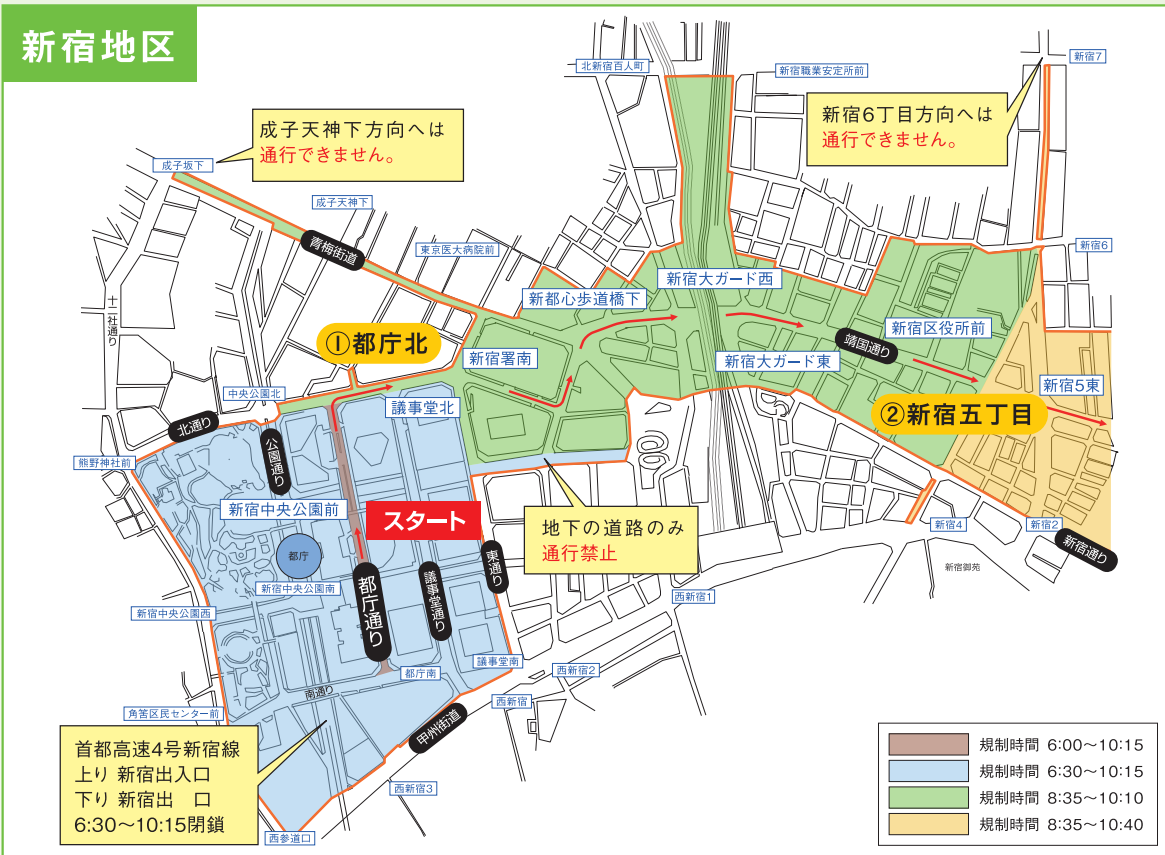 新宿地区
北新宿百人町
新宿職業安定所前
新宿7
成子天神下方向へは
通行できません。
新宿6丁目方向へは
通行できません。
成子坂下
成子天神下
青梅街道
東京医大病院前
新宿6
十二社通り
新都心歩道橋下
新宿大ガード西
①都庁北
新宿署南
新宿大ガード東
靖国通り
新宿区役所前
新宿5東
中央公園北
議事堂北
②新宿五丁目
北通り
公園通り
熊野神社前
新宿中央公園前
スタート
地下の道路のみ
通行禁止
新宿4
新宿2
新宿通り
都庁
東通り
新宿御苑
新宿中央公園南
都庁通り
議事堂通り
西新宿1
新宿中央公園西
議事堂南
都庁南
西新宿2
南通り
西新宿
角筈区民センター前
甲州街道
首都高速4号新宿線
上り 新宿出入口
下り 新宿出 口
6:30〜10:15閉鎖
西新宿3
西参道口
規制時間 6:00〜10:15
規制時間 6:30〜10:15
規制時間 8:35〜10:10
規制時間 8:35〜10:40